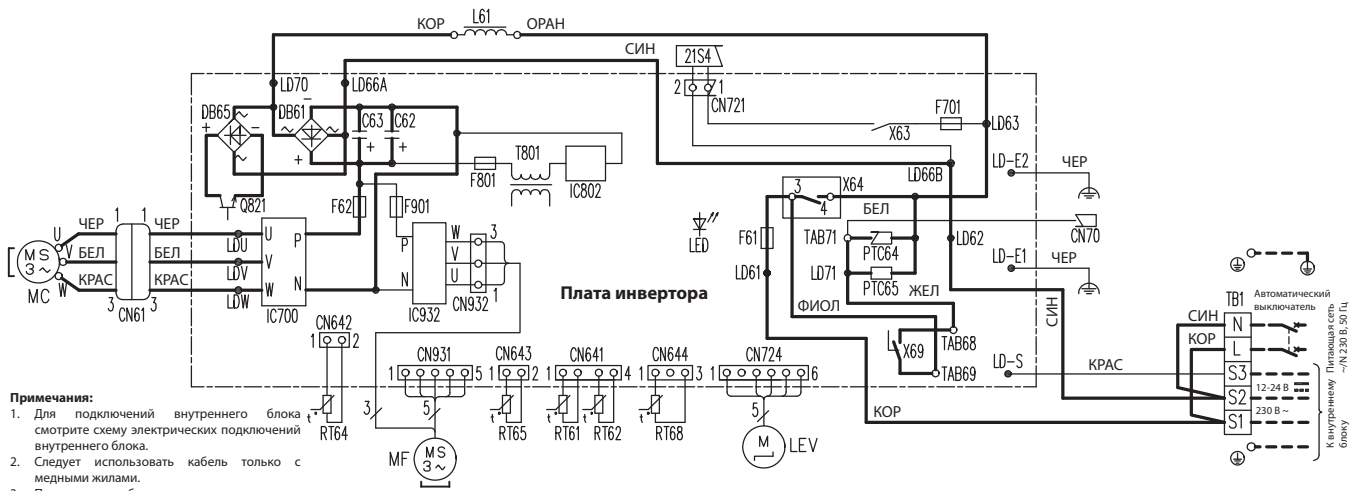 КОР L61 ОРАН
СИН
21S4
LD70 LD66A
2 1
CN721
DB65 DB61
C63 C62
F701
X63
LD63
T801
F801
IC802
LD66B
LD-E2 ЧЕР
Q821
F62 F901
3 X64
4
БЕЛ
CN70
LED
F61
TAB71
PTC64
LD62
LD61
LD71
PTC65
LD-E1 ЧЕР
ЖЕЛ
ФИОЛ
СИН
1 1
U ЧЕР ЧЕР LDU U P
MS 3~ V БЕЛ БЕЛ LDV V
W КРАС КРАС LDW W N
MC 3 3
CN61
IC700
P W 3
V
N U 1
IC932 CN932
Плата инвертора
X69
TAB68
TAB69
LD-S КРАС
КОР
TB1 Автоматический выключатель
СИН N
КОР L
S3
S2 12-24 В
S1 230 В ~
Питающая сеть
~/N 230 В, 50 Гц
К внутреннему
блоку
CN642
1 2
CN931
1 5
CN643
1 2
CN641
1 4
CN644
1 3
CN724
1 6
t° RT64
3
5
MF MS 3~
t° RT65
t° RT61
t° RT62
t° RT68
5
M LEV
Примечания:
1. Для подключений внутреннего блока
смотрите схему электрических подключений
внутреннего блока.
2. Следует использовать кабель только с
медными жилами.